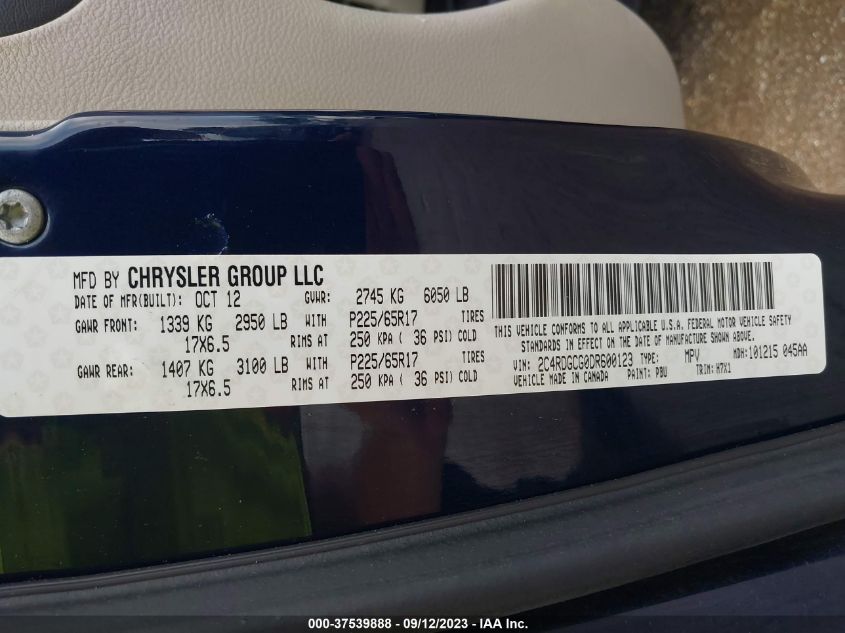 MFD BY CHRYSLER GROUP LLC
DATE OF MFR(BUILT): OCT 12 GVWR: 2745 KG 6050 LB
GAWR FRONT: 1339 KG 2950 LB WITH P225/65R17 TIRES
17X6.5 RIMS AT 250 KPA ( 36 PSI) COLD
GAWR REAR: 1407 KG 3100 LB WITH P225/65R17 TIRES
17X6.5 RIMS AT 250 KPA ( 36 PSI) COLD
THIS VEHICLE CONFORMS TO ALL APPLICABLE U.S.A. FEDERAL MOTOR VEHICLE SAFETY
STANDARDS IN EFFECT ON THE DATE OF MANUFACTURE SHOWN ABOVE
VIN: 2C4RDGCG0DR600123 TYPE: MPV MDH: 101215 045AA
VEHICLE MADE IN CANADA PAINT: PBU TRIM: H7X1
000-37539888 - 09/12/2023 - IAA Inc.